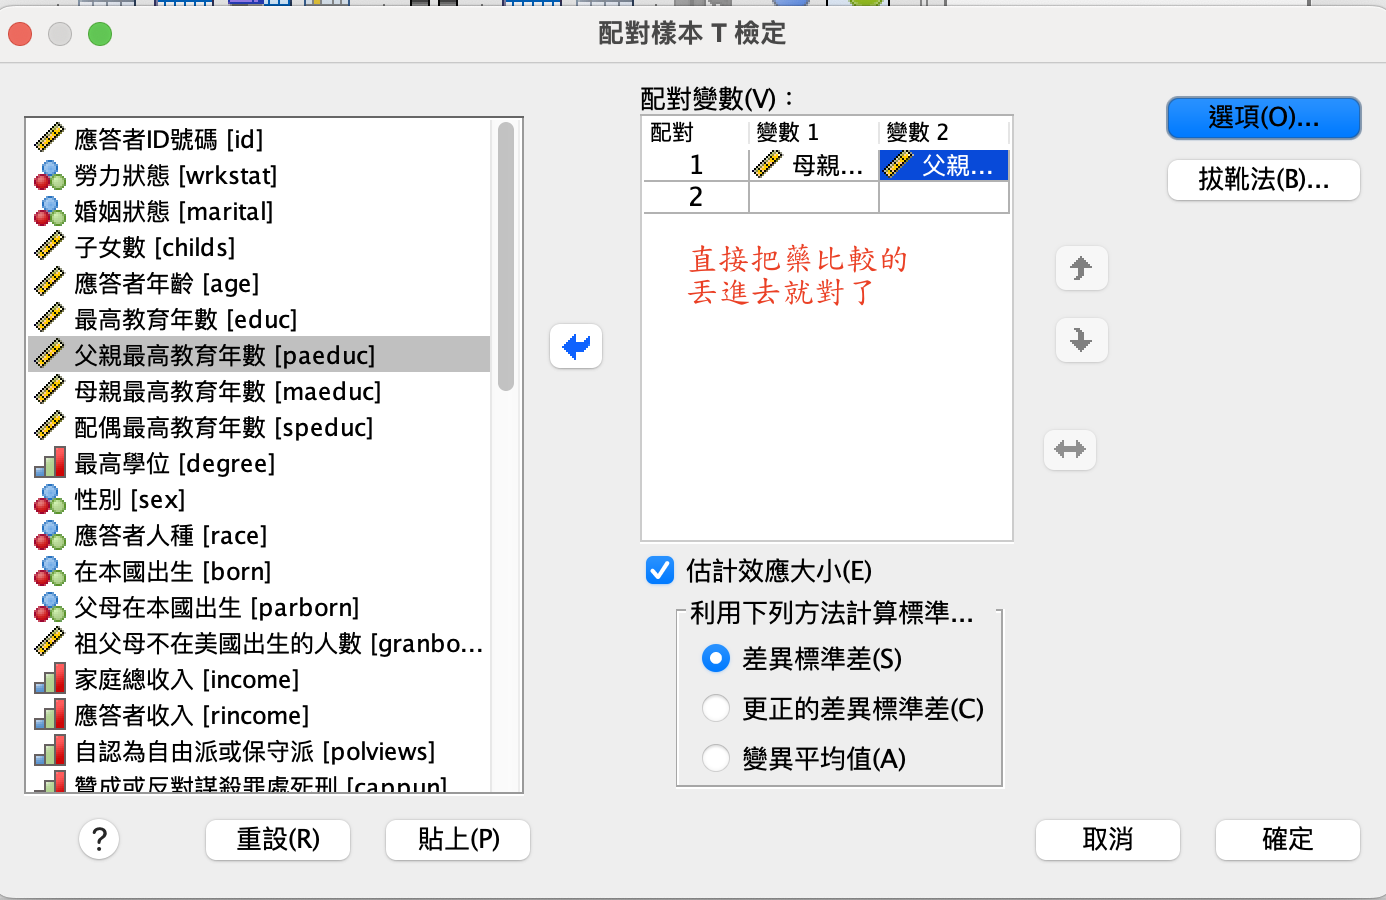 配對樣本 T 檢定
應答者ID號碼 [id]
勞力狀態 [wrkstat]
婚姻狀態 [marital]
子女數 [childs]
應答者年齡 [age]
最高教育年數 [educ]
父親最高教育年數 [paeduc]
母親最高教育年數 [maeduc]
配偶最高教育年數 [speduc]
最高學位 [degree]
性別 [sex]
應答者人種 [race]
在本國出生 [born]
父母在本國出生 [parborn]
祖父母不在美國出生的人數 [granbo...
家庭總收入 [income]
應答者收入 [rincome]
自認為自由派或保守派 [polviews]
贊成或反對謀殺罪處死刑 [cappun]
配對變數(V)：
配對 變數 1 變數 2
1 母親... 父親...
2
直接把藥比較的
丟進去就對了
估計效應大小(E)
利用下列方法計算標準...
差異標準差(S)
更正的差異標準差(C)
變異平均值(A)
選項(O)...
拔靴法(B)...
?
重設(R)
貼上(P)
取消
確定